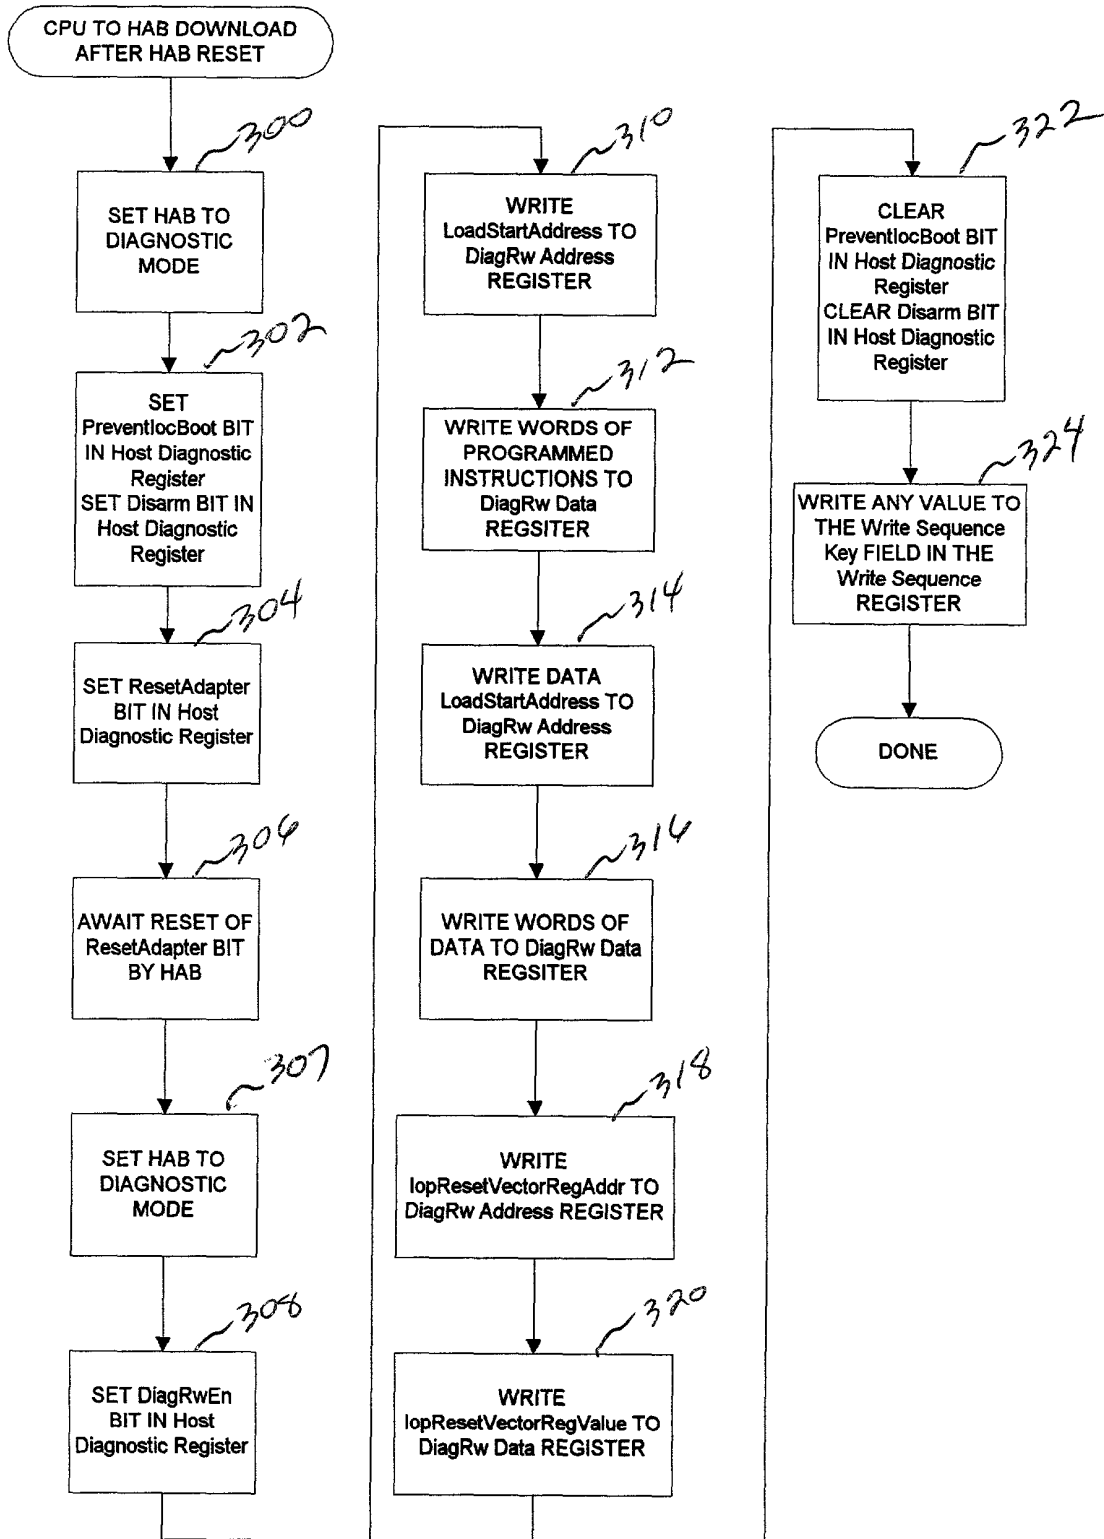 CPU TO HAB DOWNLOAD
AFTER HAB RESET
300
SET HAB TO
DIAGNOSTIC
MODE
302
SET
PreventIocBoot BIT
IN Host Diagnostic
Register
SET Disarm BIT IN
Host Diagnostic
Register
304
SET ResetAdapter
BIT IN Host
Diagnostic Register
306
AWAIT RESET OF
ResetAdapter BIT
BY HAB
307
SET HAB TO
DIAGNOSTIC
MODE
308
SET DiagRwEn
BIT IN Host
Diagnostic Register
310
WRITE
LoadStartAddress TO
DiagRw Address
REGISTER
312
WRITE WORDS OF
PROGRAMMED
INSTRUCTIONS TO
DiagRw Data
REGSITER
314
WRITE DATA
LoadStartAddress TO
DiagRw Address
REGISTER
316
WRITE WORDS OF
DATA TO DiagRw Data
REGSITER
318
WRITE
IopResetVectorRegAddr TO
DiagRw Address REGISTER
320
WRITE
IopResetVectorRegValue TO
DiagRw Data REGISTER
322
CLEAR
PreventIocBoot BIT
IN Host Diagnostic
Register
CLEAR Disarm BIT
IN Host Diagnostic
Register
324
WRITE ANY VALUE TO
THE Write Sequence
Key FIELD IN THE
Write Sequence
REGISTER
DONE